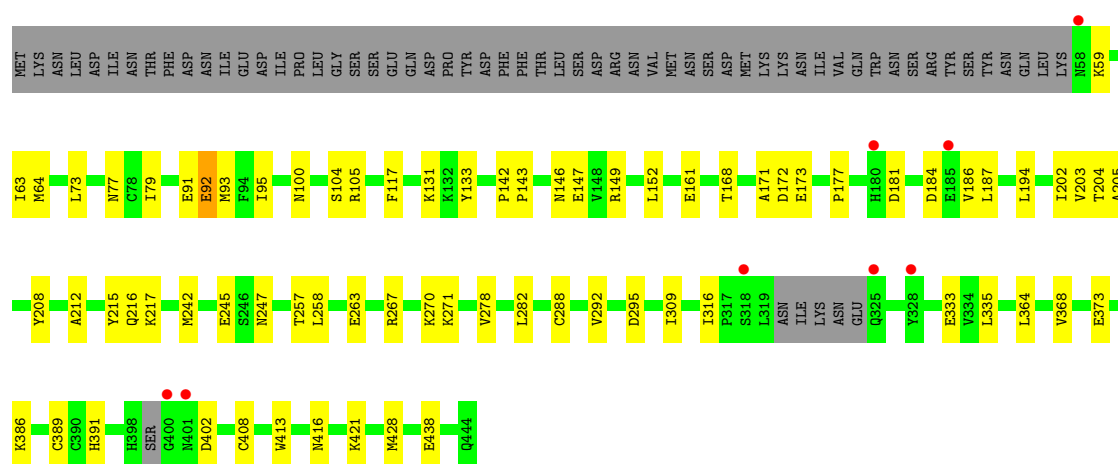 MET LYS ASN LEU ASP ILE ASN THR PHE ASP ASN ILE GLU ASP ILE PRO LEU GLY SER SER GLU GLN ASP PRO TYR ASP PHE PHE THR LEU SER ASP ARG ASN VAL MET ASN SER ASP MET LYS LYS ASN ILE VAL GLN TRP ASN SER ARG TYR SER TYR ASN GLN LEU LYS N58 K59
I63 M64 L73 N77 C78 I79 E91 E92 M93 F94 I95 N100 S104 R105 F117 K131 K132 Y133 P142 P143 N146 E147 V148 R149 L152 E161 T168 A171 D172 E173 P177 H180 D181 D184 E185 V186 L187 L194 I202 V203 T204 A205
Y208 A212 Y215 Q216 K217 M242 E245 S246 N247 T257 L258 E263 R267 K270 K271 V278 L282 C288 V292 D295 I309 I316 P317 S318 L319 ASN ILE LYS ASN GLU Q325 Y328 E333 V334 L335 L364 V368 E373
K386 C389 C390 H391 H398 SER G400 N401 D402 C408 W413 N416 K421 M428 E438 Q444